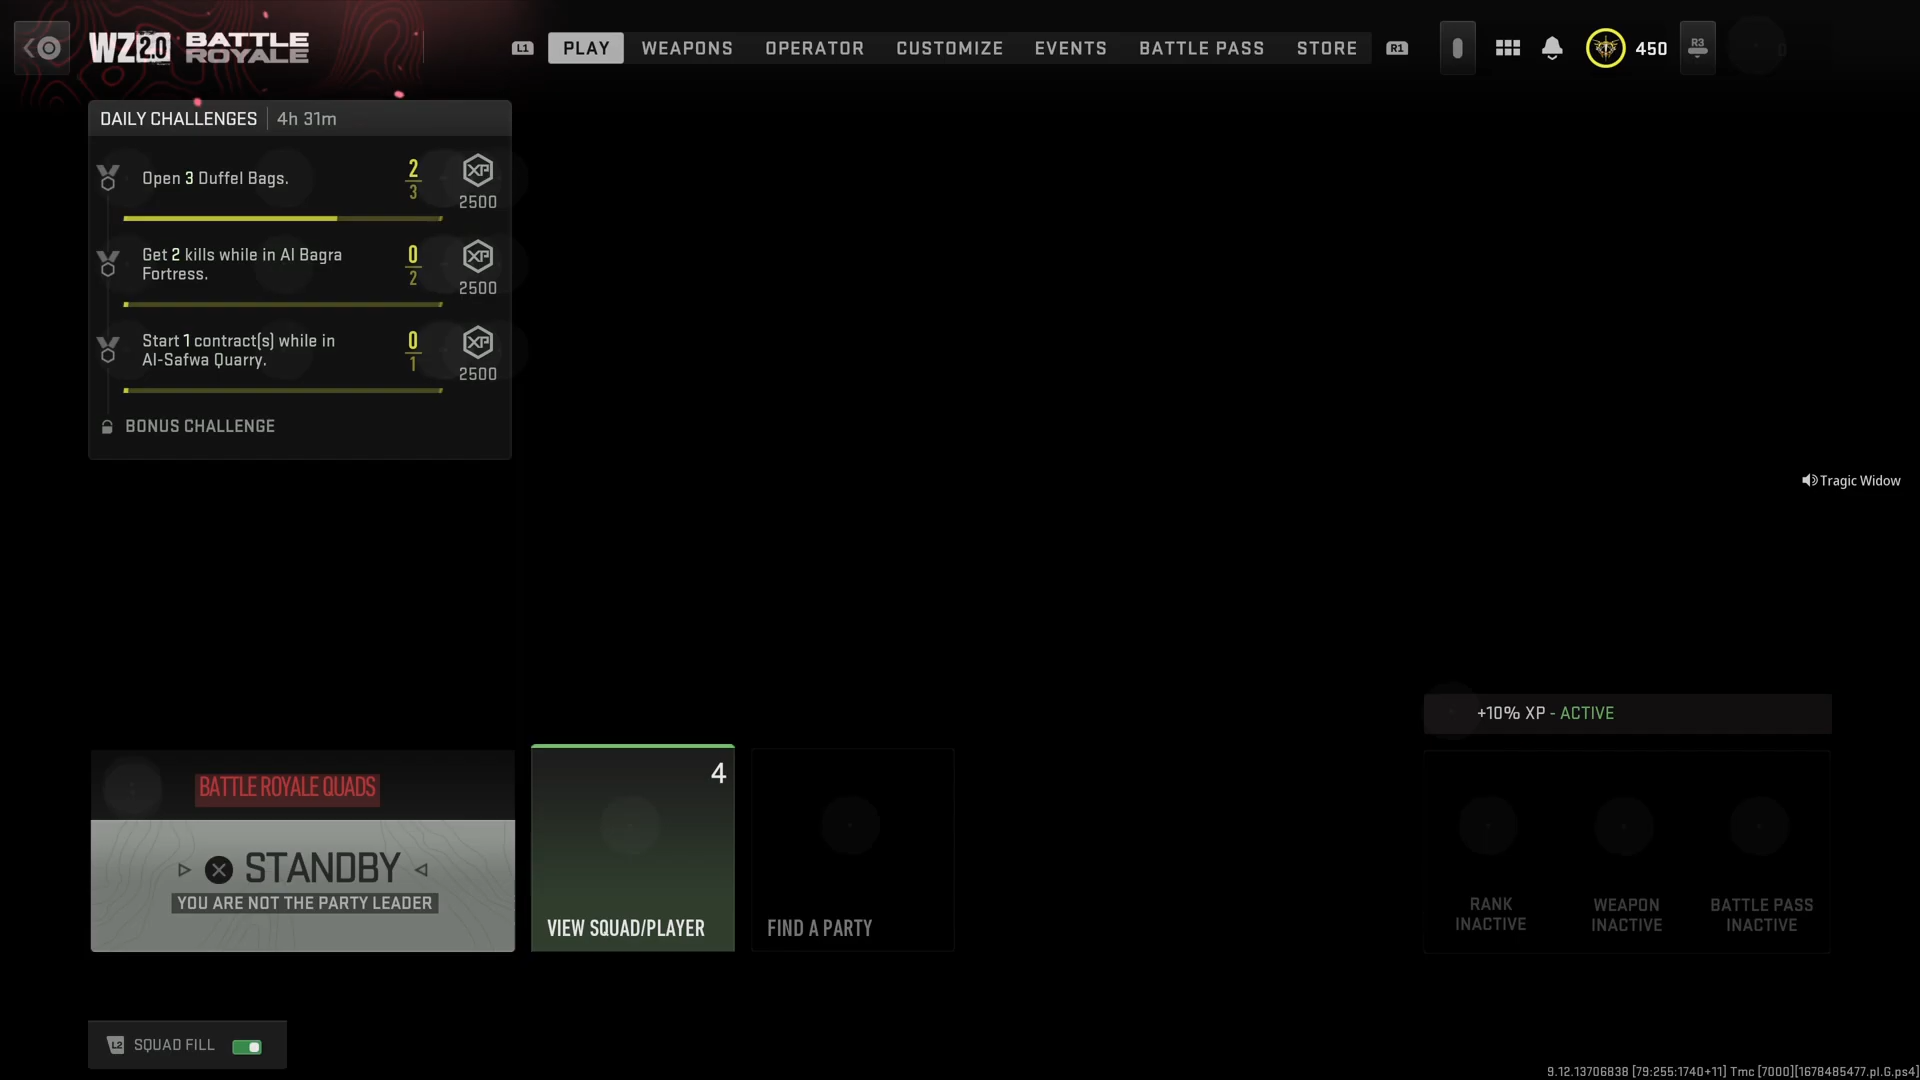 WZ2.0 BATTLE ROYALE
L1 PLAY WEAPONS OPERATOR CUSTOMIZE EVENTS BATTLE PASS STORE R1
450 R3
DAILY CHALLENGES 4h 31m
Open 3 Duffel Bags.
2
3
XP
2500
Get 2 kills while in Al Bagra
Fortress.
0
2
XP
2500
Start 1 contract(s) while in
Al-Safwa Quarry.
0
1
XP
2500
BONUS CHALLENGE
Tragic Widow
+10% XP - ACTIVE
BATTLE ROYALE QUADS
STANDBY
YOU ARE NOT THE PARTY LEADER
4
VIEW SQUAD/PLAYER
FIND A PARTY
RANK
INACTIVE
WEAPON
INACTIVE
BATTLE PASS
INACTIVE
L2 SQUAD FILL
9.12.13706838 [79:255:1740+11] Tmc [7000][1678485477.pl.G.ps4]